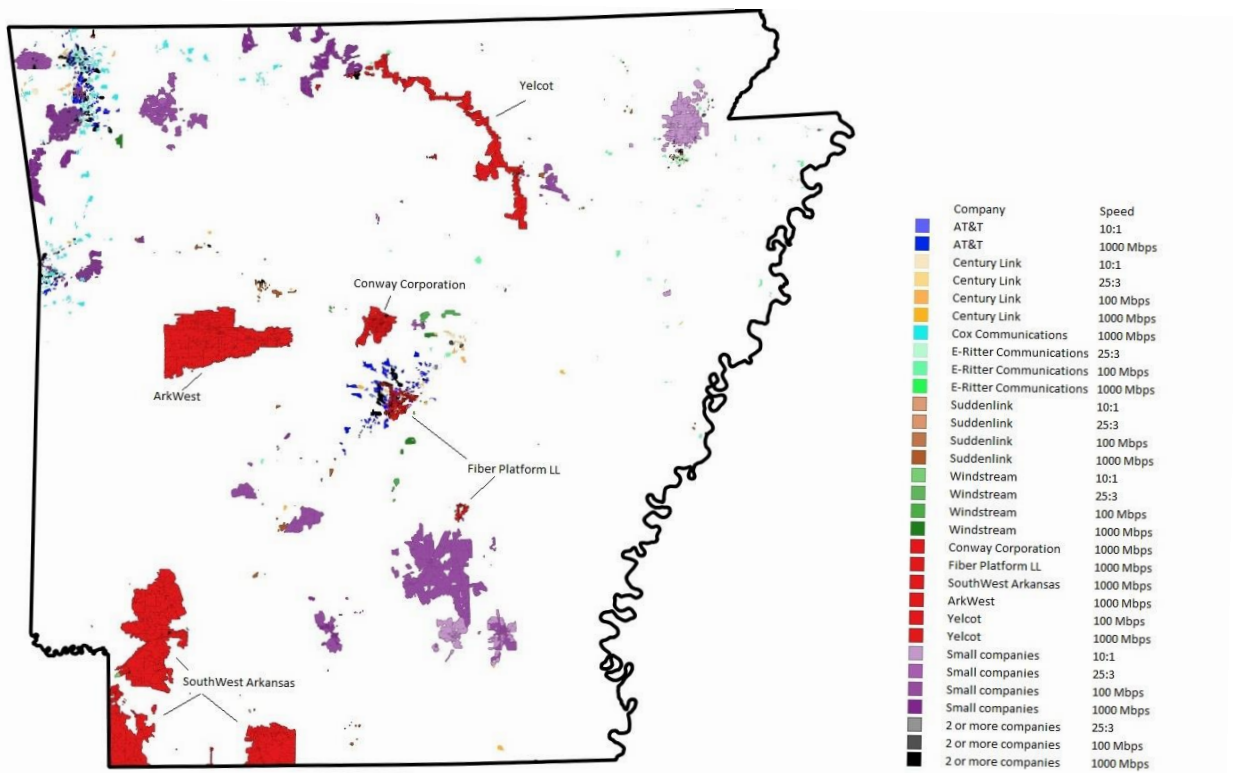 Yelcot
Conway Corporation
ArkWest
Fiber Platform LL
SouthWest Arkansas
Company Speed
AT&T 10:1
AT&T 1000 Mbps
Century Link 10:1
Century Link 25:3
Century Link 100 Mbps
Century Link 1000 Mbps
Cox Communications 1000 Mbps
E-Ritter Communications 25:3
E-Ritter Communications 100 Mbps
E-Ritter Communications 1000 Mbps
Suddenlink 10:1
Suddenlink 25:3
Suddenlink 100 Mbps
Suddenlink 1000 Mbps
Windstream 10:1
Windstream 25:3
Windstream 100 Mbps
Windstream 1000 Mbps
Conway Corporation 1000 Mbps
Fiber Platform LL 1000 Mbps
SouthWest Arkansas 1000 Mbps
ArkWest 1000 Mbps
Yelcot 100 Mbps
Yelcot 1000 Mbps
Small companies 10:1
Small companies 25:3
Small companies 100 Mbps
Small companies 1000 Mbps
2 or more companies 25:3
2 or more companies 100 Mbps
2 or more companies 1000 Mbps